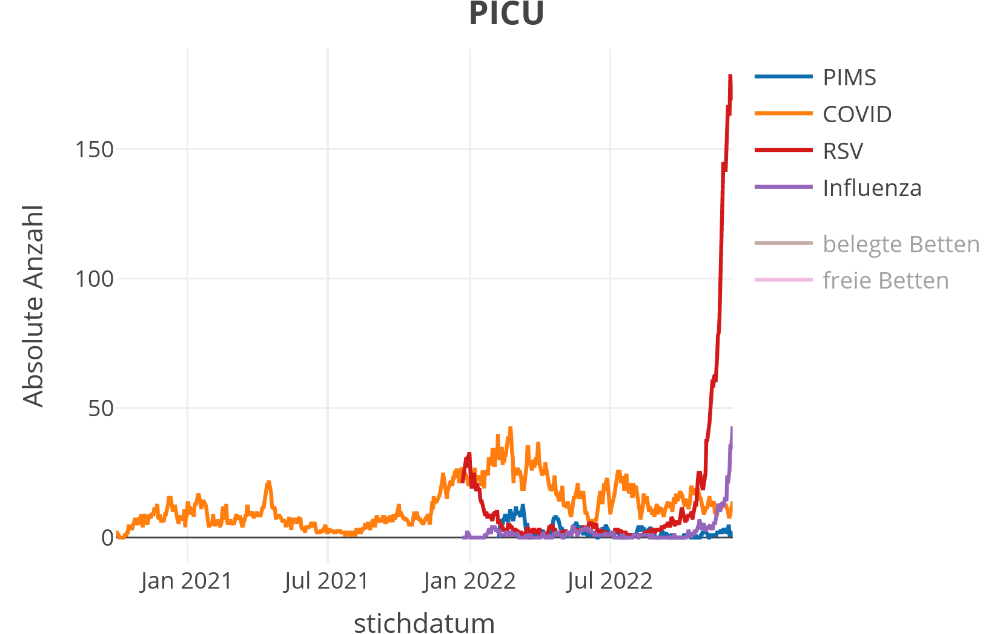 PICU
PIMS
COVID
RSV
Influenza
belegte Betten
freie Betten
Absolute Anzahl
150
100
50
0
Jan 2021
Jul 2021
Jan 2022
Jul 2022
stichdatum